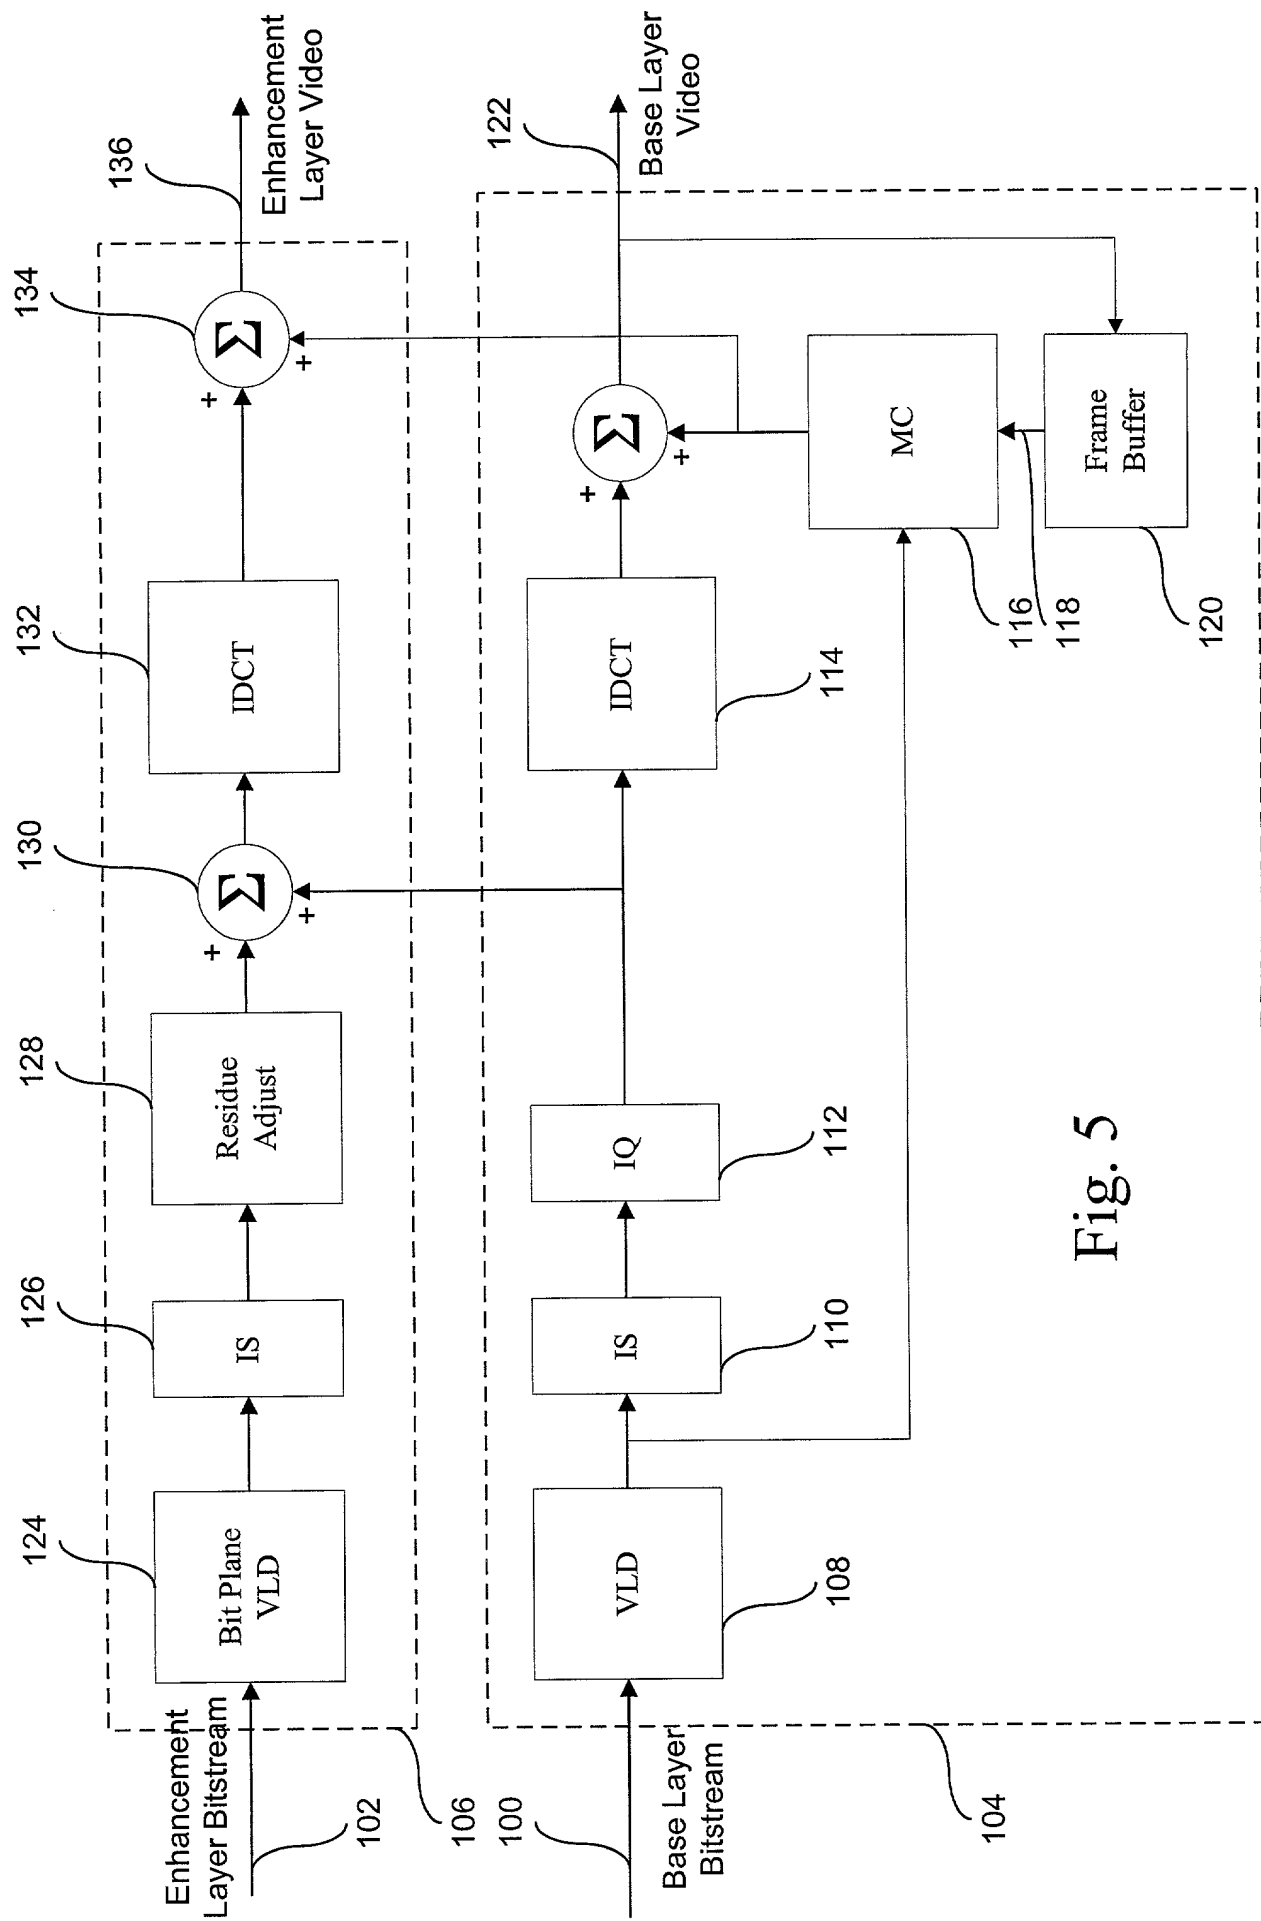 Enhancement
Layer Bitstream
102
106
124
Bit Plane
VLD
126
IS
128
Residue
Adjust
130
Σ
+
+
132
IDCT
134
Σ
+
+
136
Enhancement
Layer Video
Base Layer
Bitstream
100
104
VLD
108
IS
110
IQ
112
IDCT
114
Σ
+
+
122
Base Layer
Video
MC
116
118
Frame
Buffer
120
Fig. 5